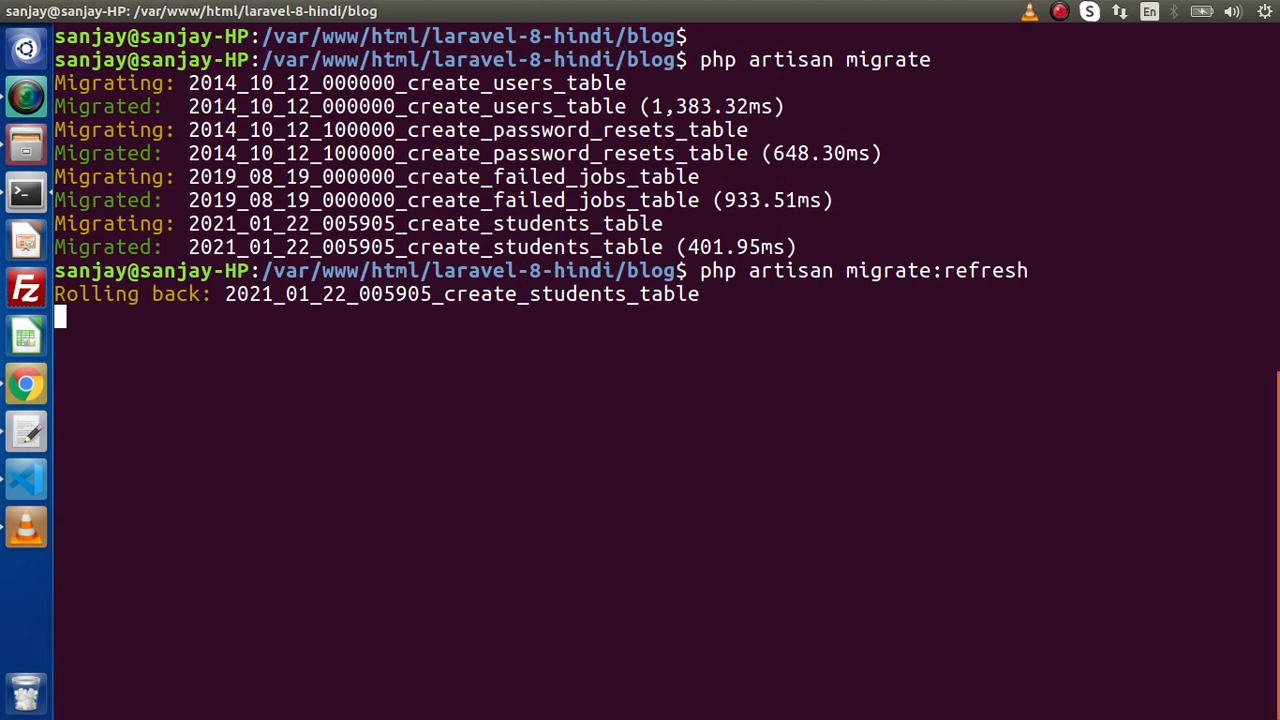 sanjay@sanjay-HP: /var/www/html/laravel-8-hindi/blog
S
En
sanjay@sanjay-HP:/var/www/html/laravel-8-hindi/blog$
sanjay@sanjay-HP:/var/www/html/laravel-8-hindi/blog$ php artisan migrate
Migrating: 2014_10_12_000000_create_users_table
Migrated:  2014_10_12_000000_create_users_table (1,383.32ms)
Migrating: 2014_10_12_100000_create_password_resets_table
Migrated:  2014_10_12_100000_create_password_resets_table (648.30ms)
Migrating: 2019_08_19_000000_create_failed_jobs_table
Migrated:  2019_08_19_000000_create_failed_jobs_table (933.51ms)
Migrating: 2021_01_22_005905_create_students_table
Migrated:  2021_01_22_005905_create_students_table (401.95ms)
sanjay@sanjay-HP:/var/www/html/laravel-8-hindi/blog$ php artisan migrate:refresh
Rolling back: 2021_01_22_005905_create_students_table
Fz